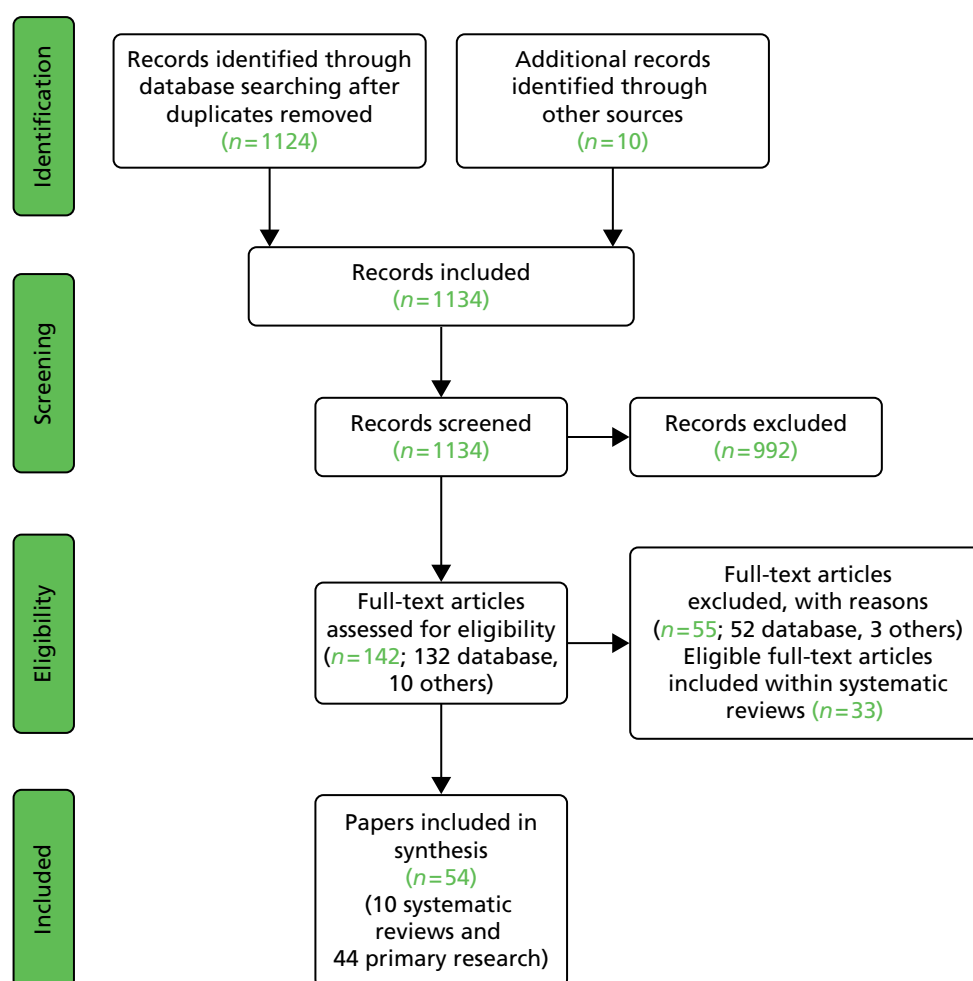 Identification
Records identified through
database searching after
duplicates removed
(n=1124)
Additional records
identified through
other sources
(n=10)
Screening
Records included
(n=1134)
Records screened
(n=1134)
Records excluded
(n=992)
Eligibility
Full-text articles
assessed for eligibility
(n=142; 132 database,
10 others)
Full-text articles
excluded, with reasons
(n=55; 52 database, 3 others)
Eligible full-text articles
included within systematic
reviews (n=33)
Included
Papers included in
synthesis
(n=54)
(10 systematic
reviews and
44 primary research)